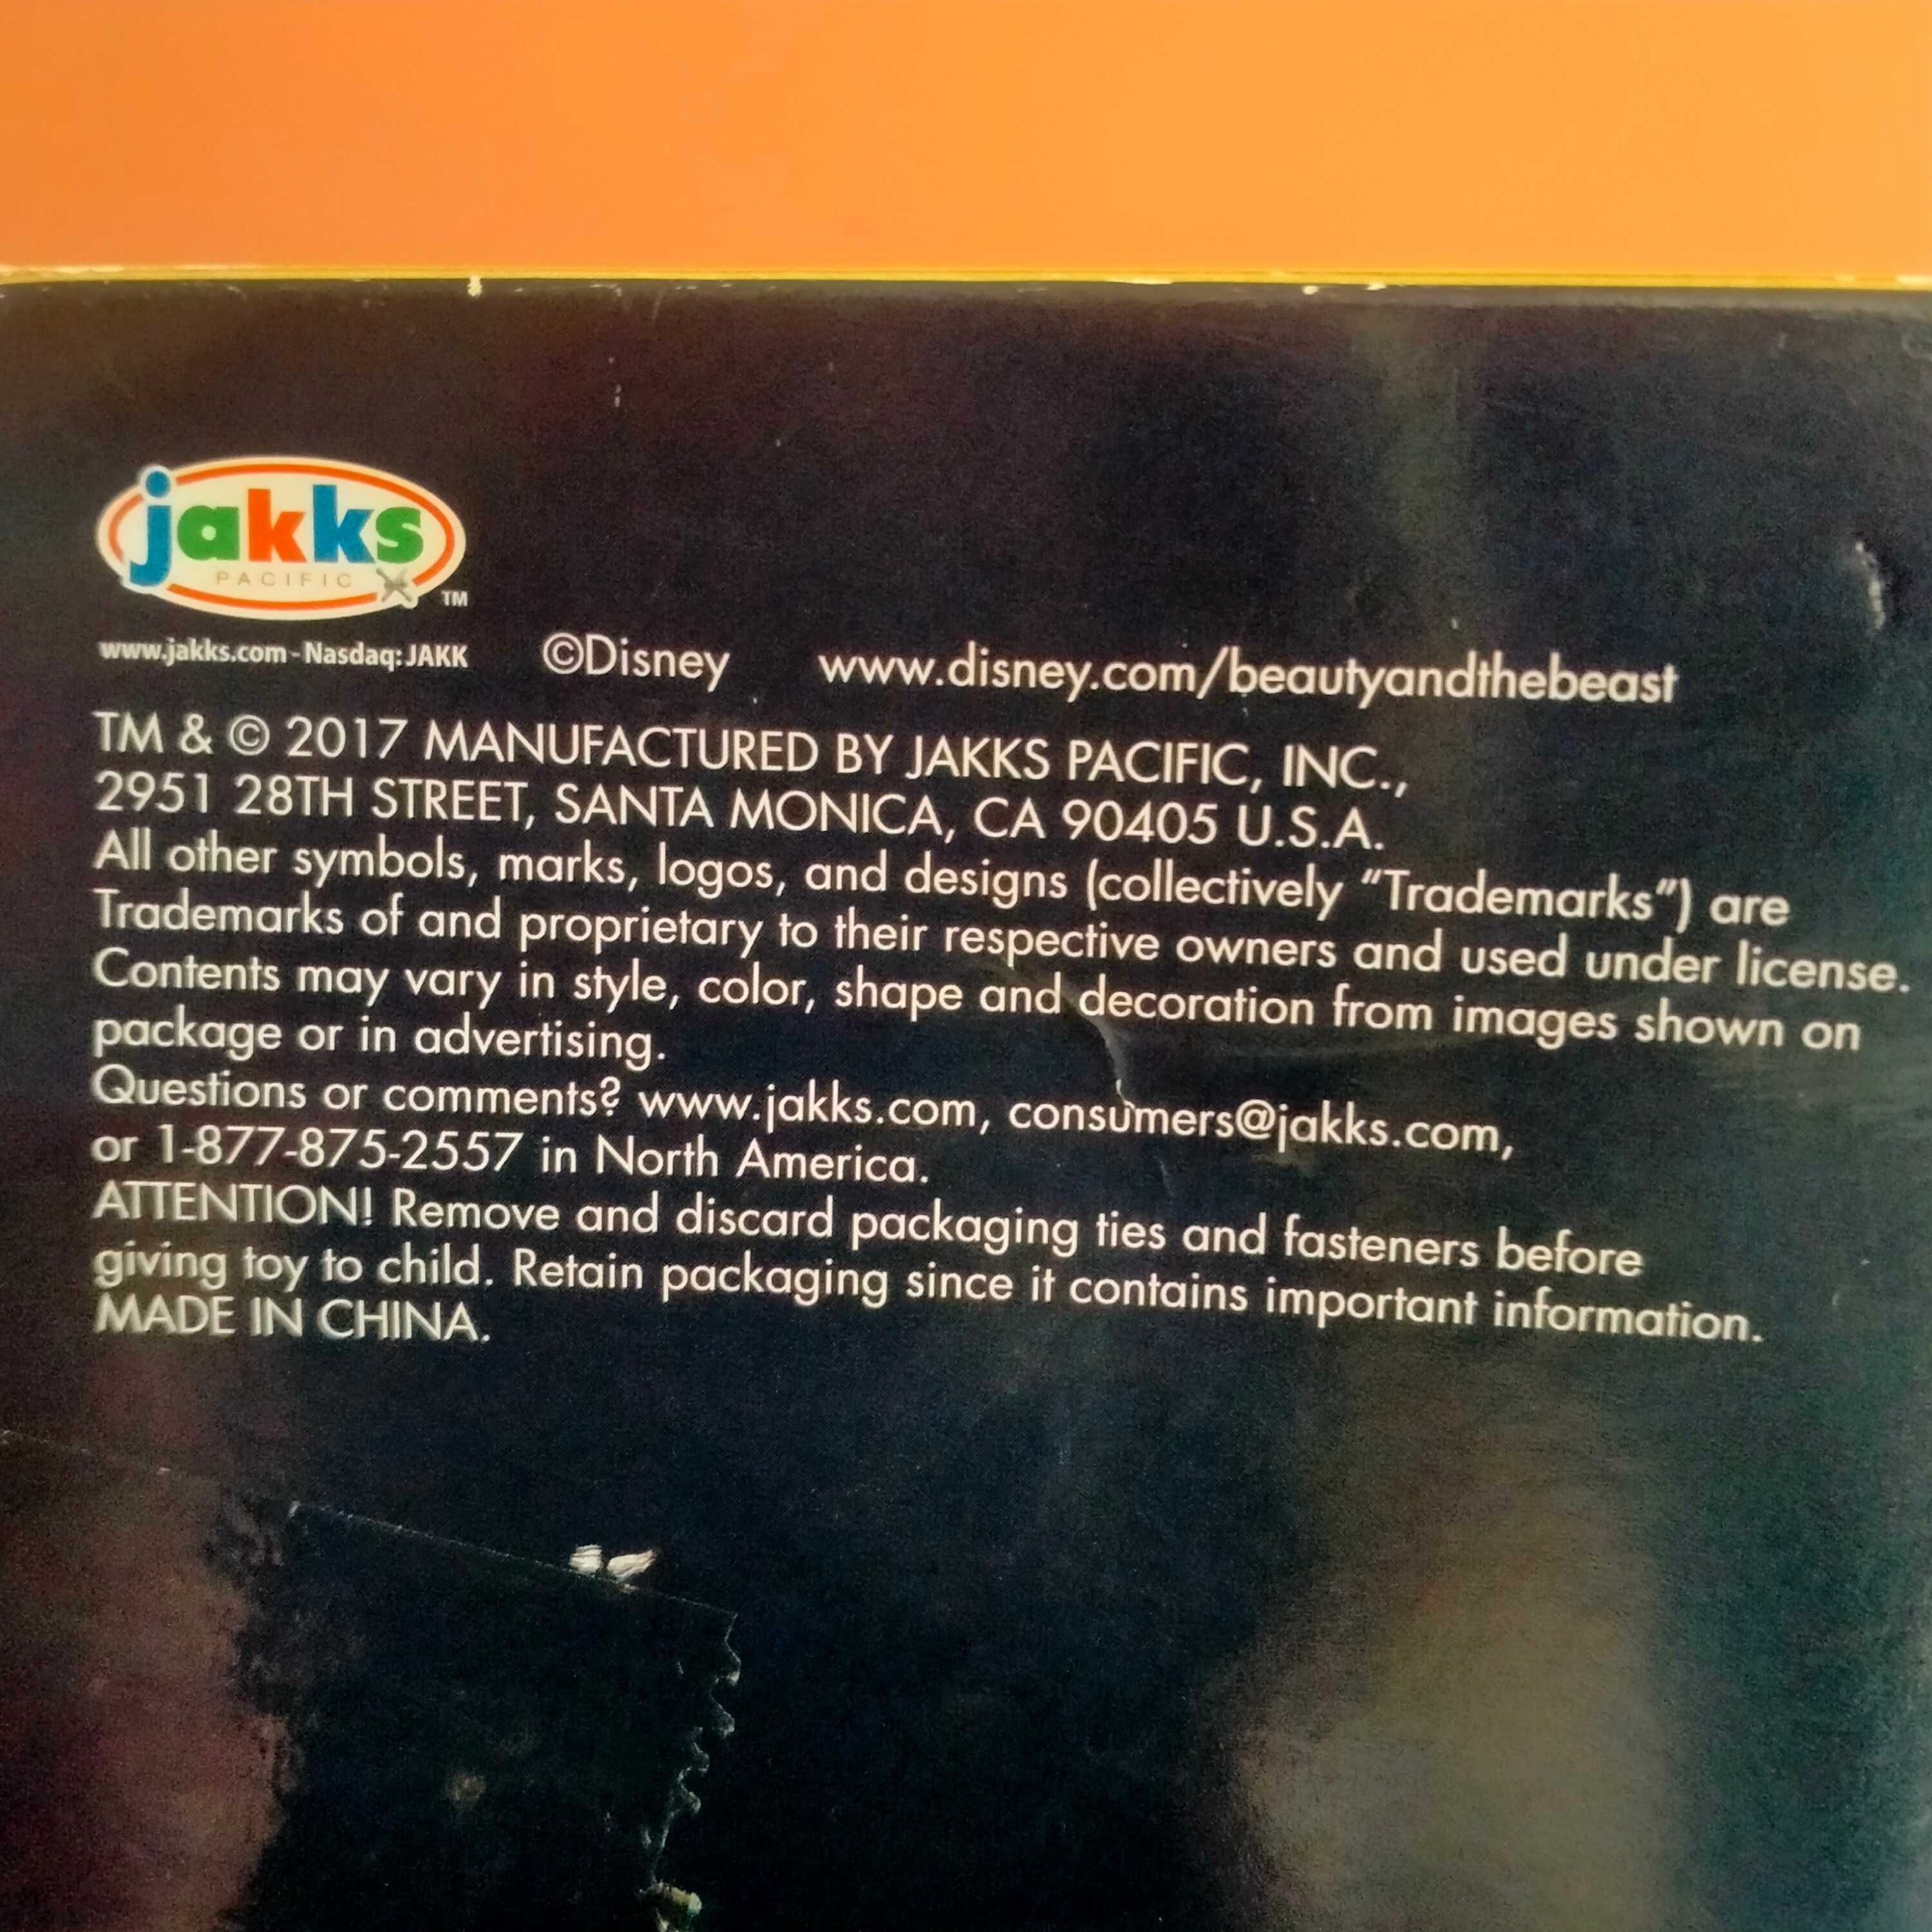 jakks
PACIFIC
TM
www.jakks.com - Nasdaq: JAKK ©Disney www.disney.com/beautyandthebeast
TM & © 2017 MANUFACTURED BY JAKKS PACIFIC, INC.,
2951 28TH STREET, SANTA MONICA, CA 90405 U.S.A.
All other symbols, marks, logos, and designs (collectively "Trademarks") are
Trademarks of and proprietary to their respective owners and used under license.
Contents may vary in style, color, shape and decoration from images shown on
package or in advertising.
Questions or comments? www.jakks.com, consumers@jakks.com,
or 1-877-875-2557 in North America.
ATTENTION! Remove and discard packaging ties and fasteners before
giving toy to child. Retain packaging since it contains important information.
MADE IN CHINA.